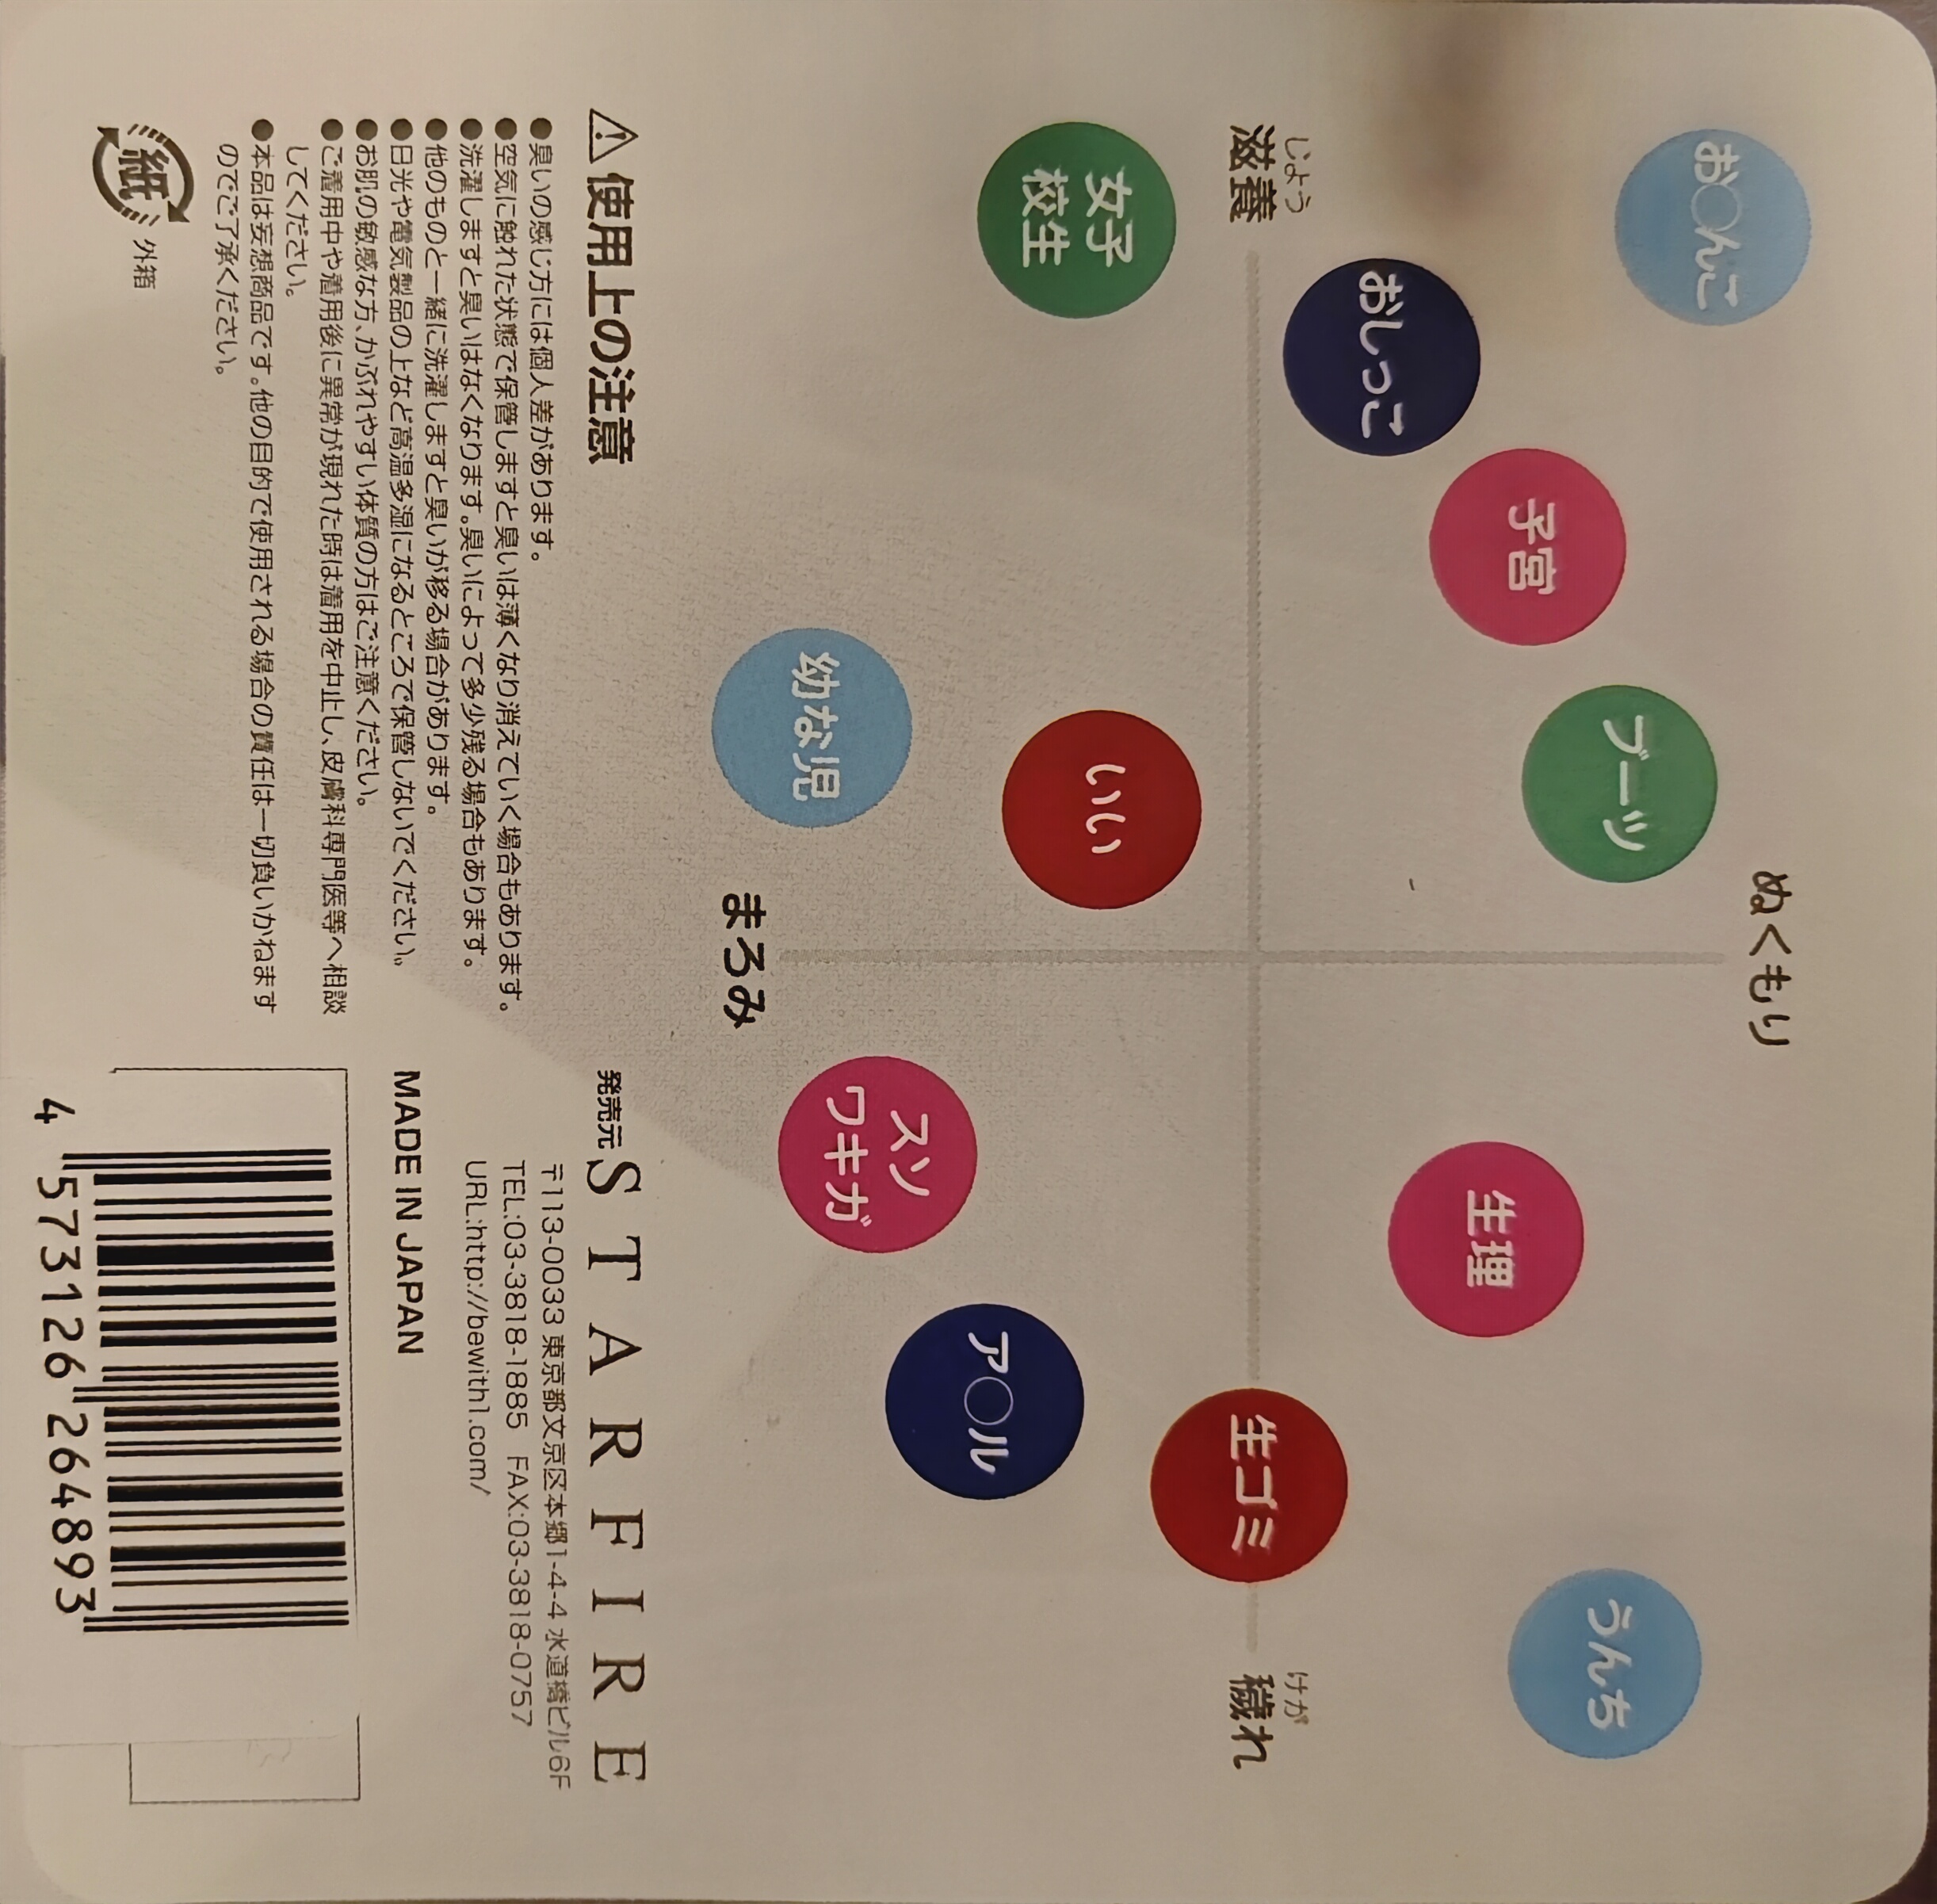 ぬくもり
お○んこ
ブーツ
うんち
子宮
生理
おしっこ
じよう
滋養
けが
穢れ
生ゴミ
女子
校生
いい
ア○ル
スソ
ワキガ
幼な児
まろみ
⚠使用上の注意
●臭いの感じ方には個人差があります。
●空気に触れた状態で保管しますと臭いは薄くなり消えていく場合もあります。
●洗濯しますと臭いはなくなります。臭いによって多少残る場合もあります。
●他のものと一緒に洗濯しますと臭いが移る場合があります。
●日光や電気製品の上など高温多湿になるところで保管しないでください。
●お肌の敏感な方、かぶれやすい体質の方はご注意ください。
●ご着用中や着用後に異常が現れた時は着用を中止し、皮膚科専門医等へ相談
してください。
●本品は妄想商品です。他の目的で使用される場合の責任は一切負いかねます
のでご了承ください。
紙 外箱
発売元 STARFIRE
〒113-0033 東京都文京区本郷1-4-4 水道橋ビル6F
TEL:03-3818-1885 FAX:03-3818-0757
URL:http://bewith1.com/
MADE IN JAPAN
4 573126 264893